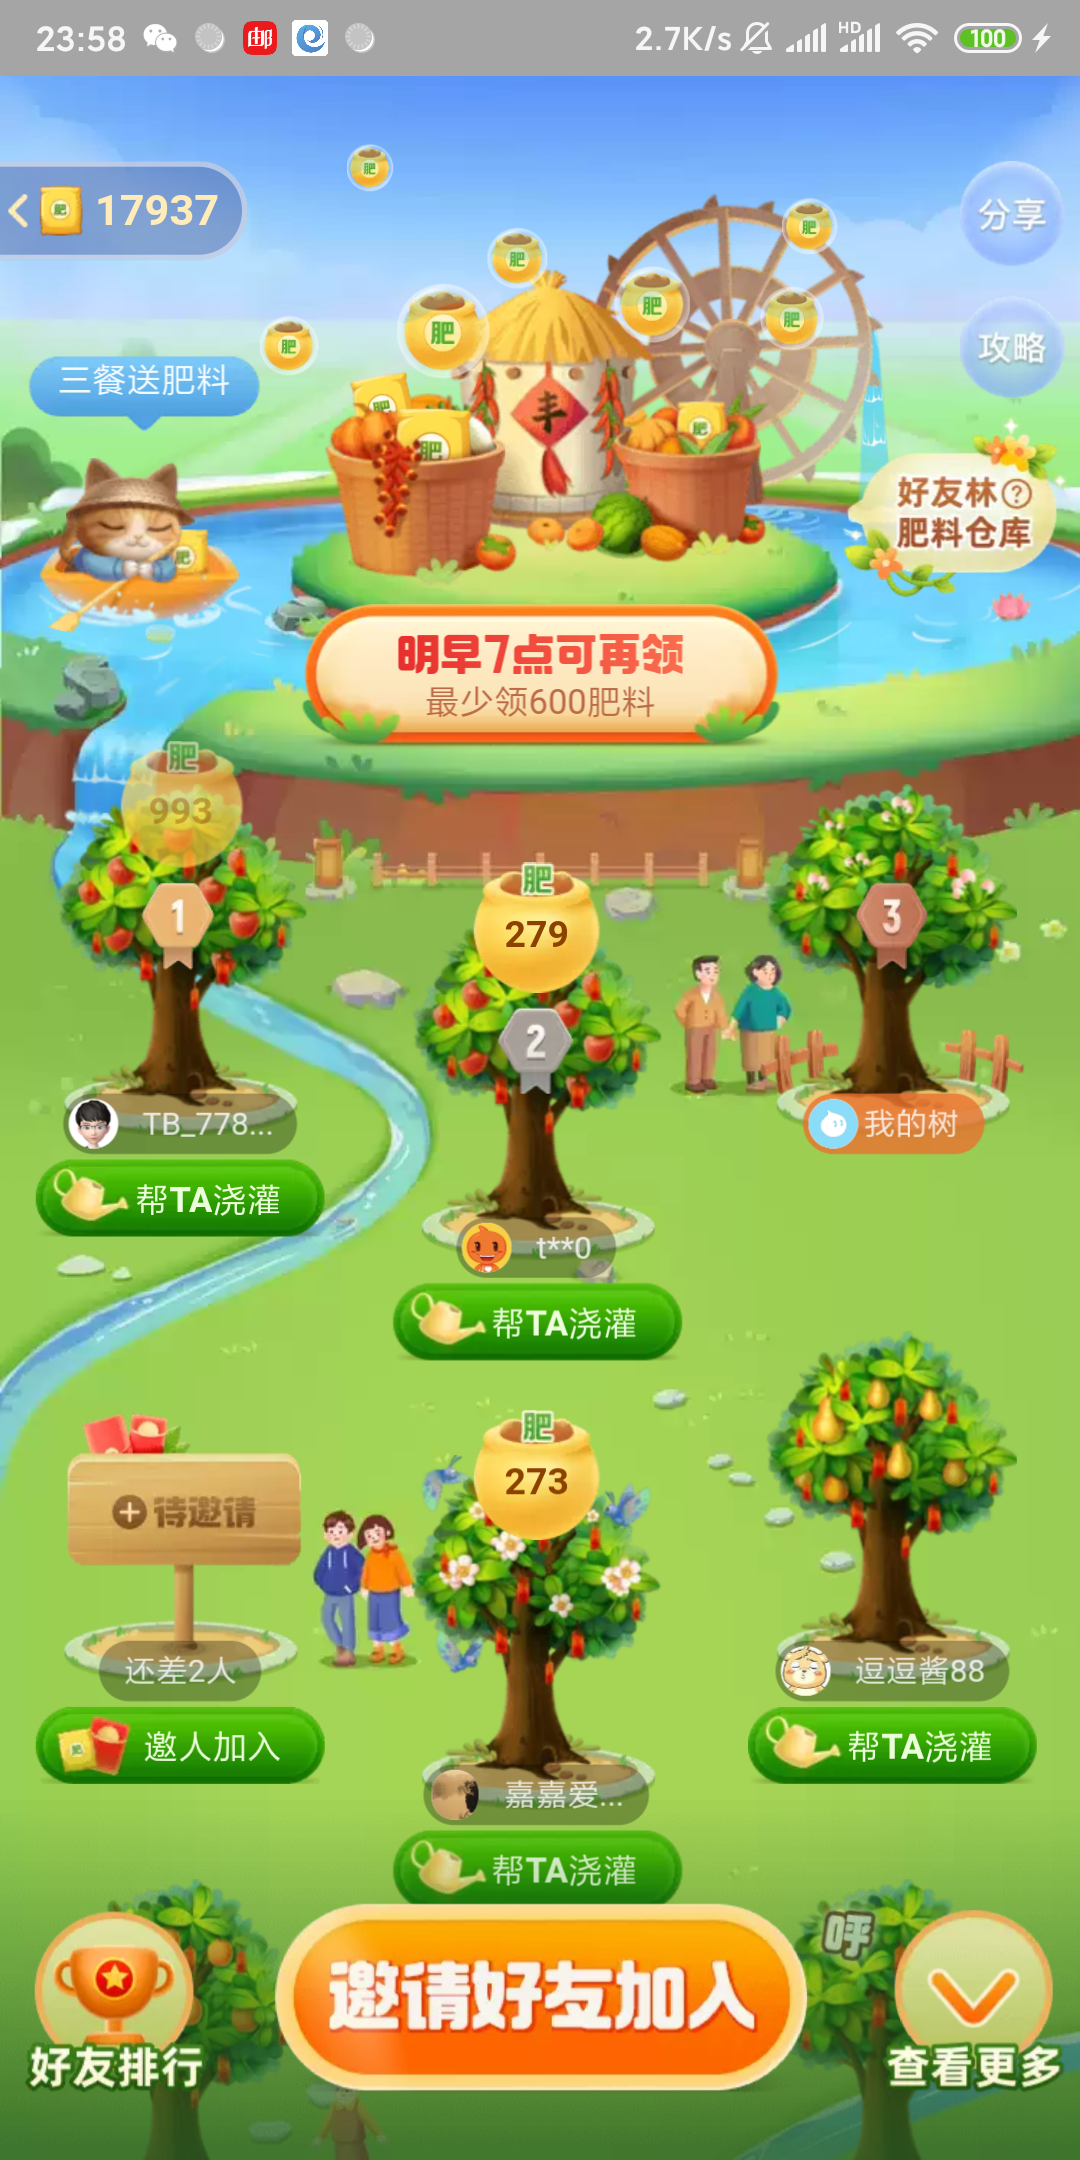 23:58
邮
2.7K/s
HD
100
肥
17937
肥
肥
肥
肥
肥
肥
肥
分享
攻略
三餐送肥料
肥
肥
肥
丰
肥
好友林?
肥料仓库
明早7点可再领
最少领600肥料
肥
993
1
肥
279
2
3
TB_778...
帮TA浇灌
我的树
t**0
帮TA浇灌
待邀请
还差2人
肥
邀人加入
肥
273
逗逗酱88
帮TA浇灌
嘉嘉爱...
帮TA浇灌
好友排行
邀请好友加入
呼
查看更多